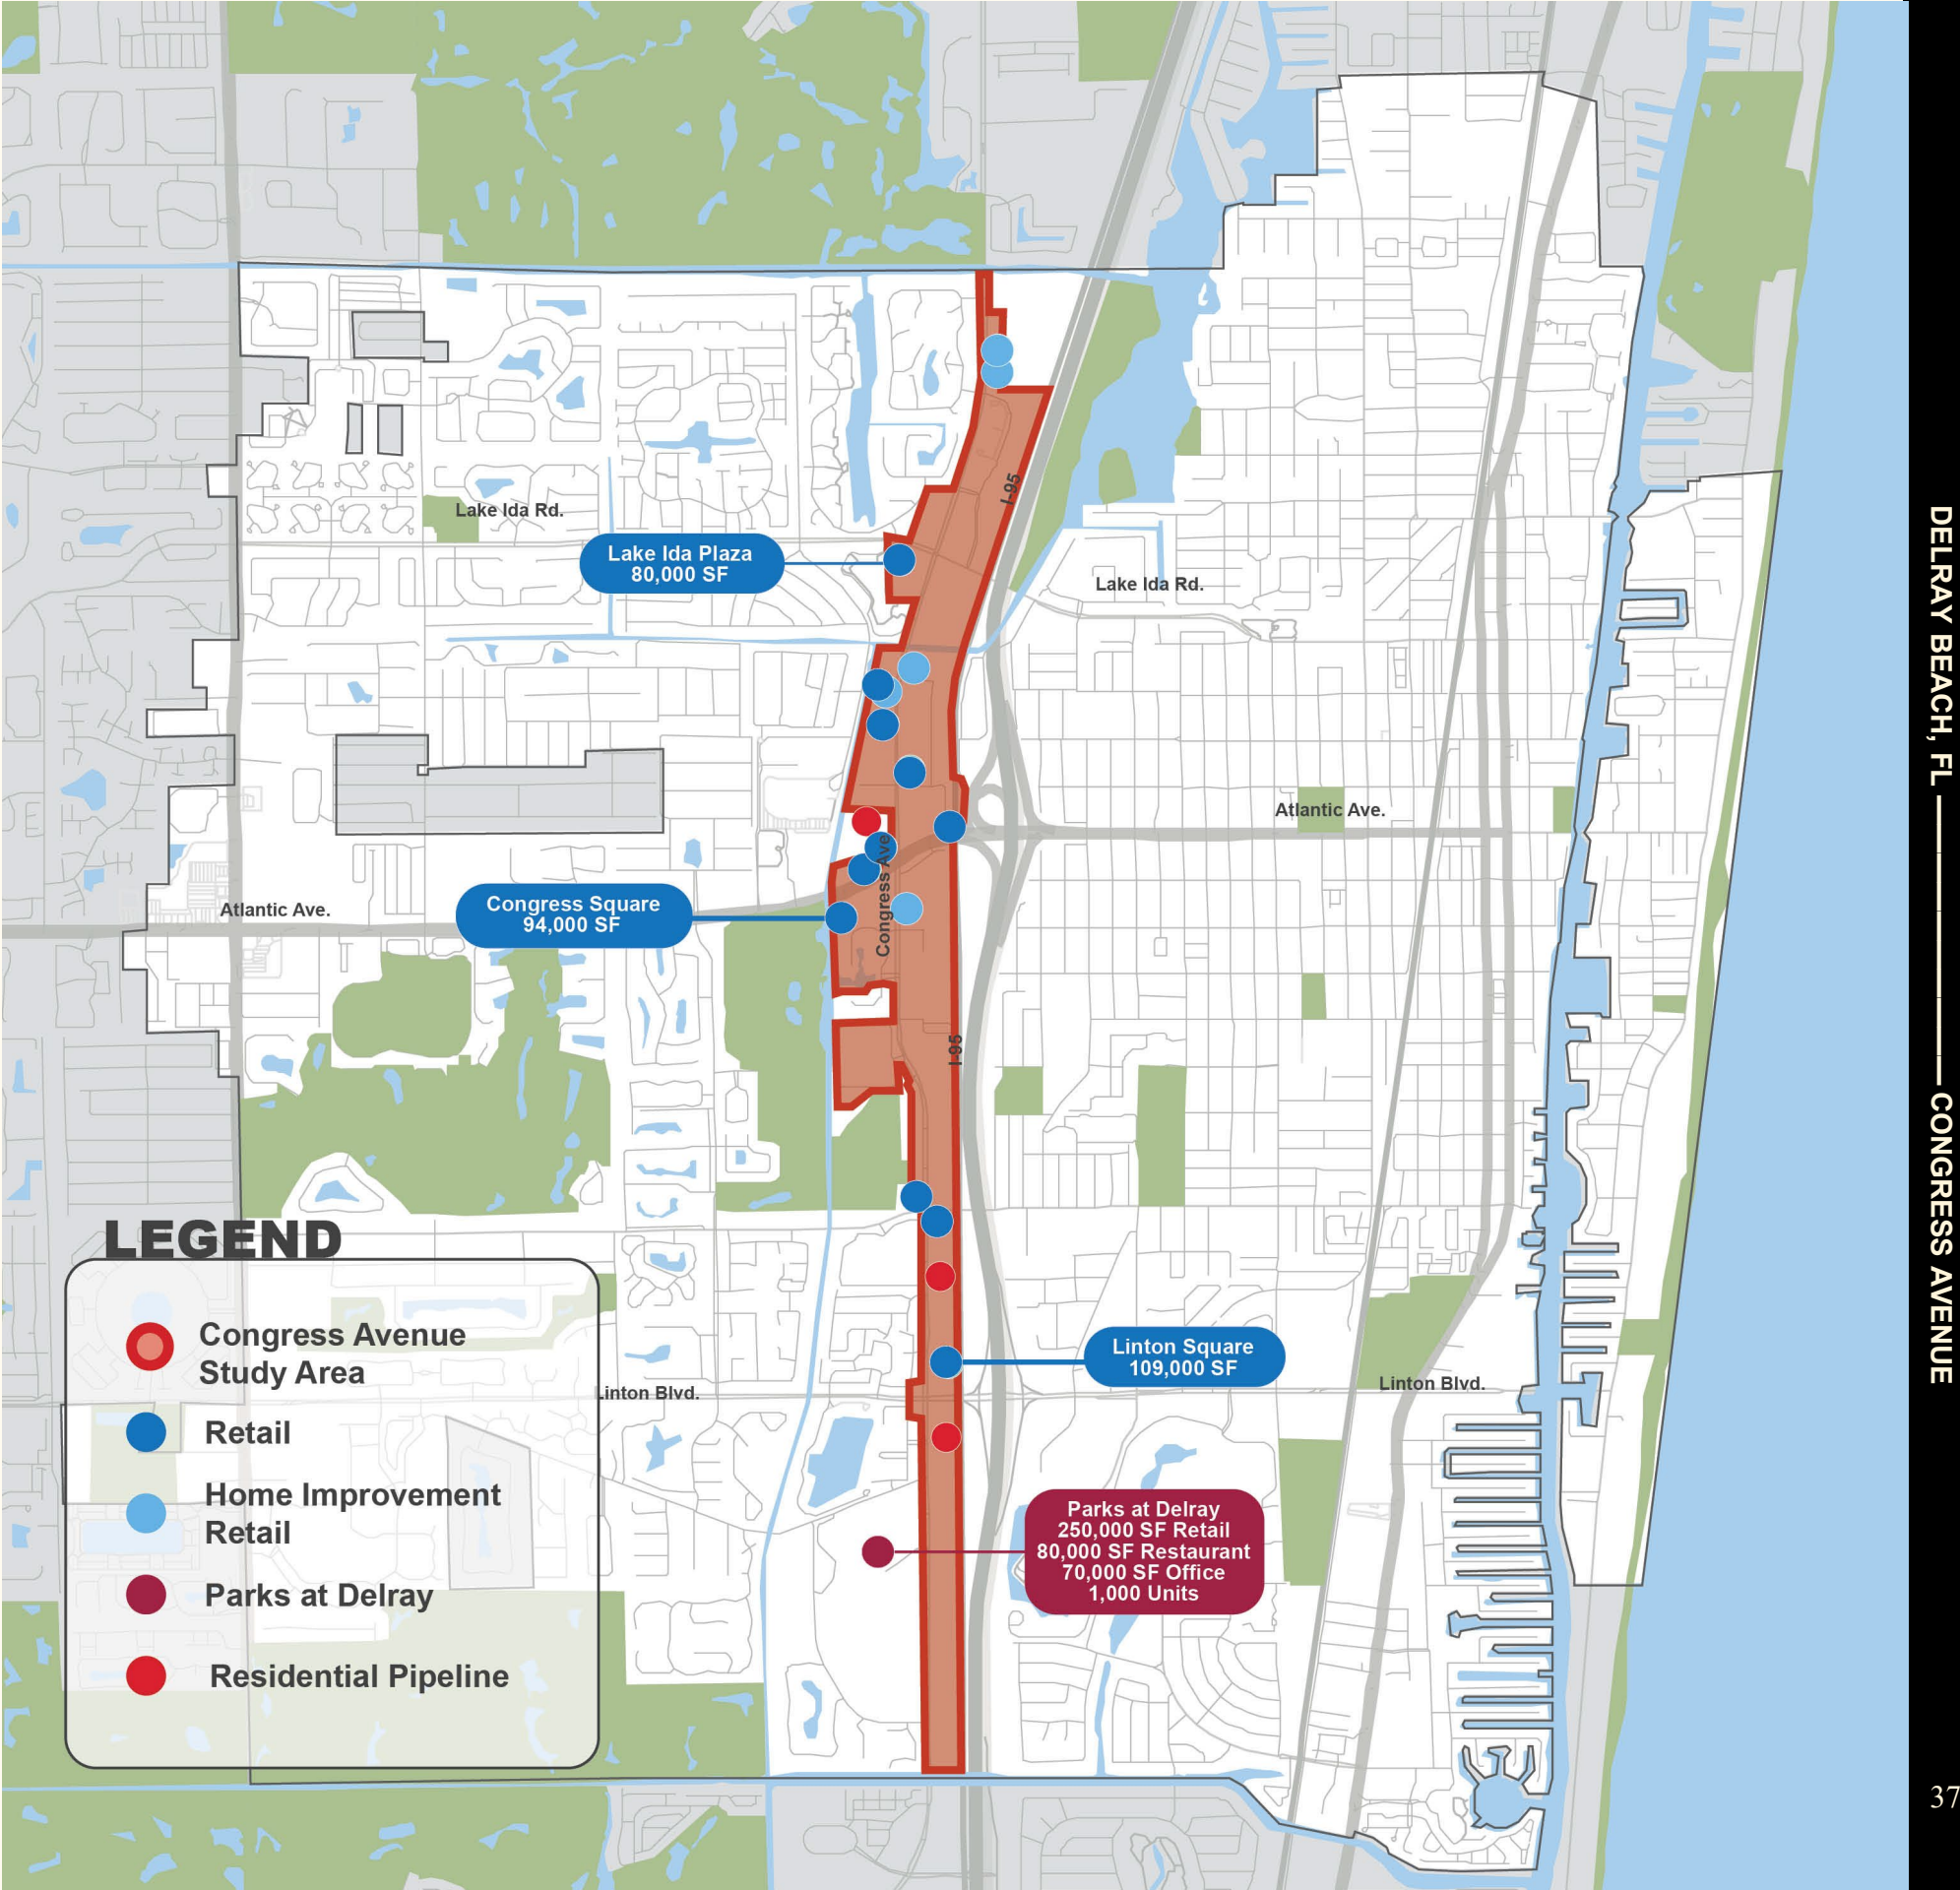 I-95
Lake Ida Rd.
Lake Ida Plaza
80,000 SF
Lake Ida Rd.
Atlantic Ave.
Congress Ave
Congress Square
94,000 SF
Atlantic Ave.
I-95
LEGEND
Congress Avenue
Study Area
Retail
Home Improvement
Retail
Parks at Delray
Residential Pipeline
Linton Square
109,000 SF
Linton Blvd.
Linton Blvd.
Parks at Delray
250,000 SF Retail
80,000 SF Restaurant
70,000 SF Office
1,000 Units
DELRAY BEACH, FL
CONGRESS AVENUE
37